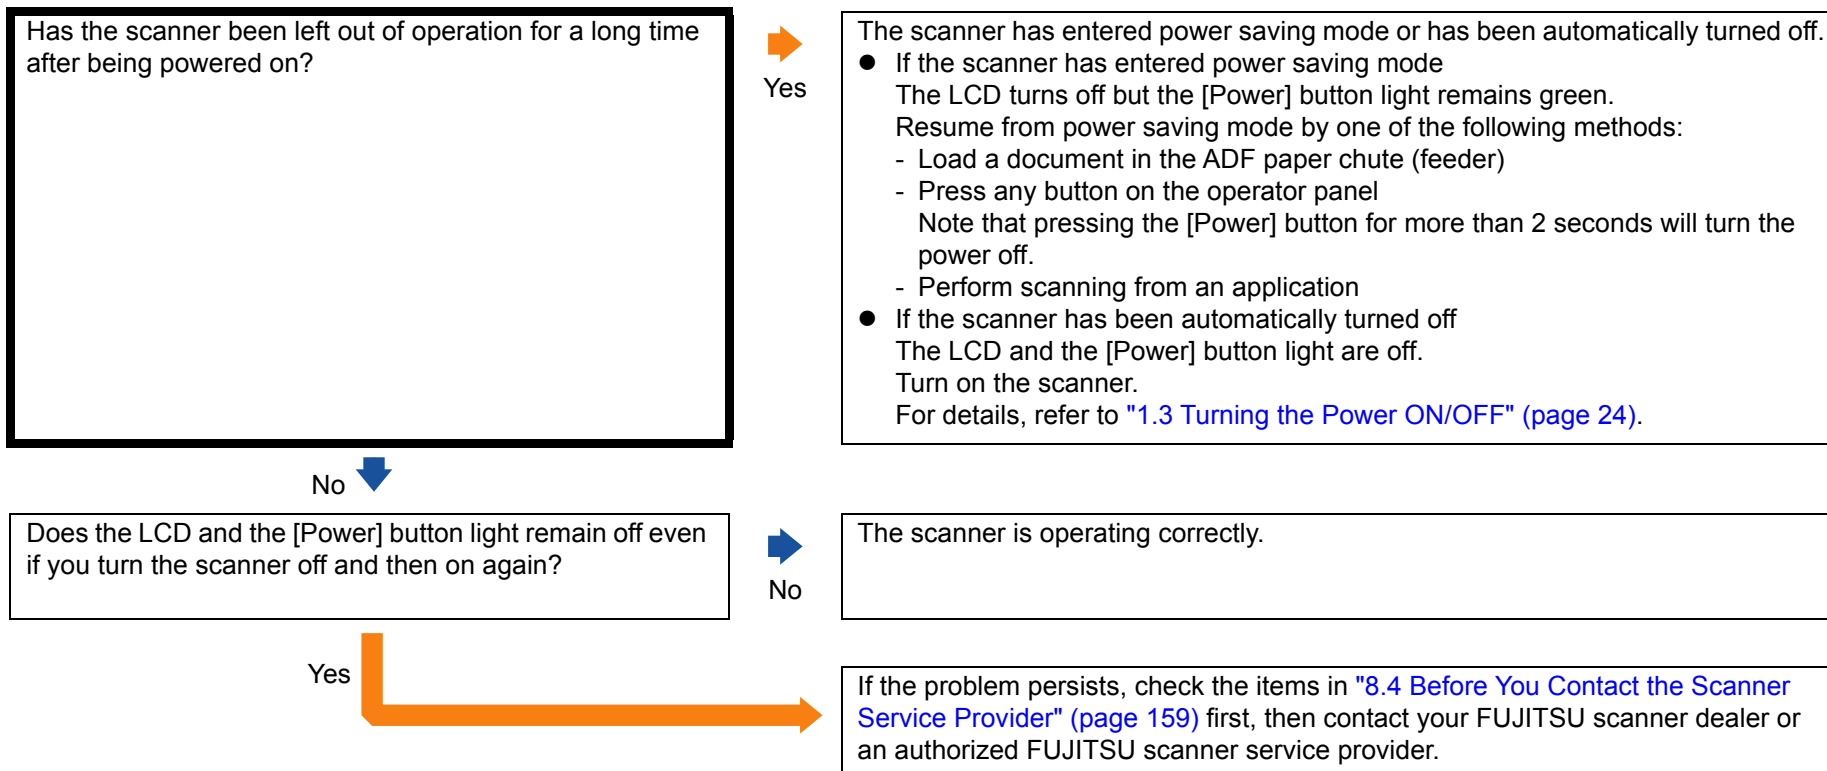 Has the scanner been left out of operation for a long time
after being powered on?
Yes
The scanner has entered power saving mode or has been automatically turned off.
● If the scanner has entered power saving mode
The LCD turns off but the [Power] button light remains green.
Resume from power saving mode by one of the following methods:
- Load a document in the ADF paper chute (feeder)
- Press any button on the operator panel
Note that pressing the [Power] button for more than 2 seconds will turn the
power off.
- Perform scanning from an application
● If the scanner has been automatically turned off
The LCD and the [Power] button light are off.
Turn on the scanner.
For details, refer to "1.3 Turning the Power ON/OFF" (page 24).
No
Does the LCD and the [Power] button light remain off even
if you turn the scanner off and then on again?
No
The scanner is operating correctly.
Yes
If the problem persists, check the items in "8.4 Before You Contact the Scanner
Service Provider" (page 159) first, then contact your FUJITSU scanner dealer or
an authorized FUJITSU scanner service provider.